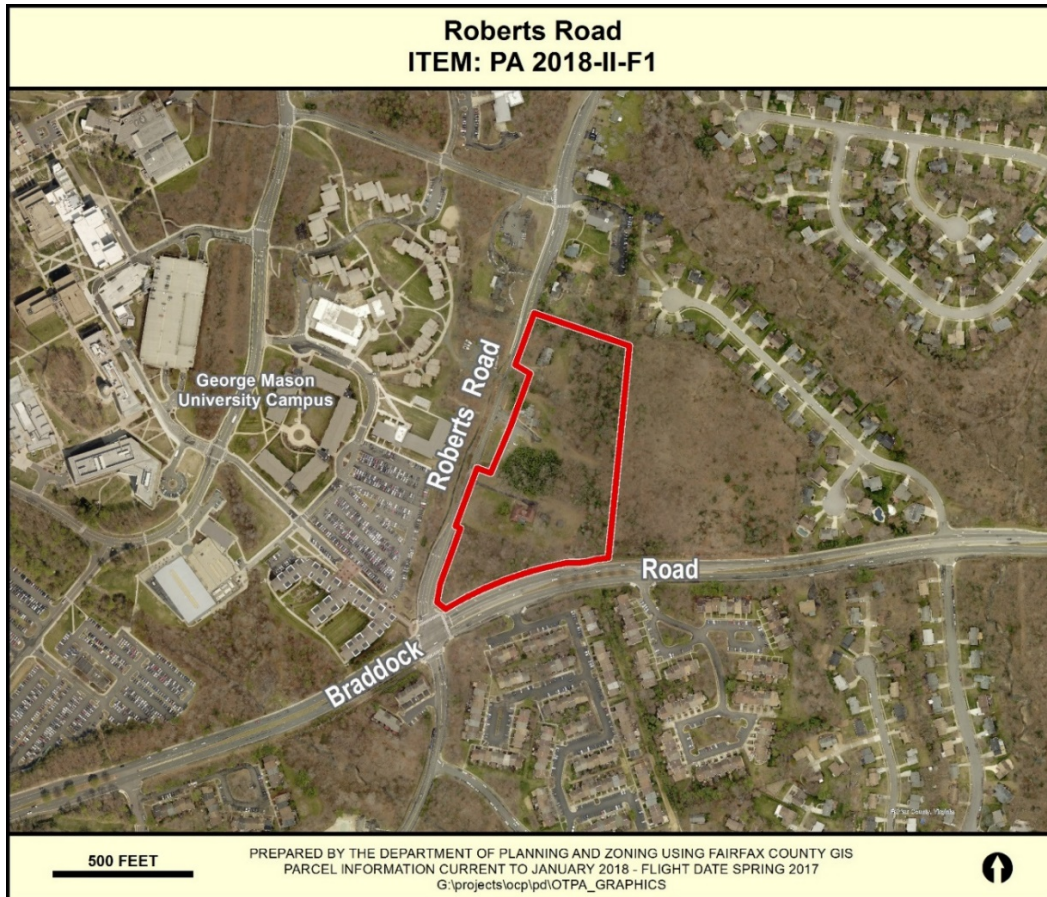 Roberts Road
ITEM: PA 2018-II-F1
George Mason
University Campus
Roberts Road
Braddock
Road
500 FEET
PREPARED BY THE DEPARTMENT OF PLANNING AND ZONING USING FAIRFAX COUNTY GIS
PARCEL INFORMATION CURRENT TO JANUARY 2018 - FLIGHT DATE SPRING 2017
G:\projects\ocp\pd\OTPA_GRAPHICS